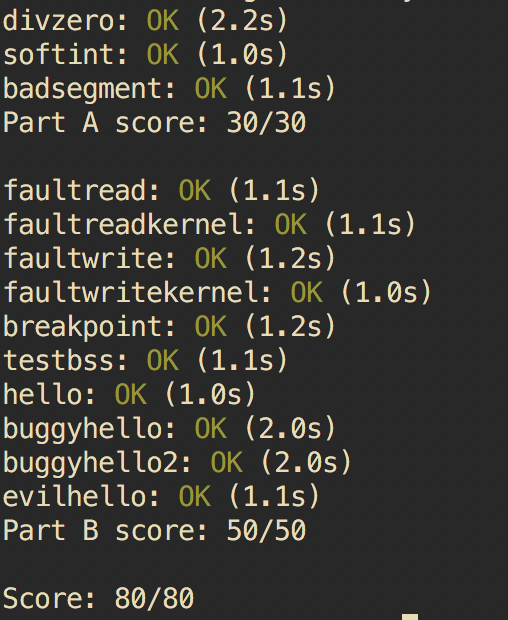 divzero: OK (2.2s)
softint: OK (1.0s)
badsegment: OK (1.1s)
Part A score: 30/30
faultread: OK (1.1s)
faultreadkernel: OK (1.1s)
faultwrite: OK (1.2s)
faultwritekernel: OK (1.0s)
breakpoint: OK (1.2s)
testbss: OK (1.1s)
hello: OK (1.0s)
buggyhello: OK (2.0s)
buggyhello2: OK (2.0s)
evilhello: OK (1.1s)
Part B score: 50/50
Score: 80/80